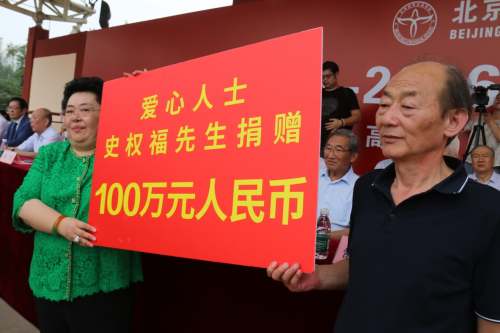 北京
BEIJING
高
爱心人士
史权福先生捐赠
100万元人民币